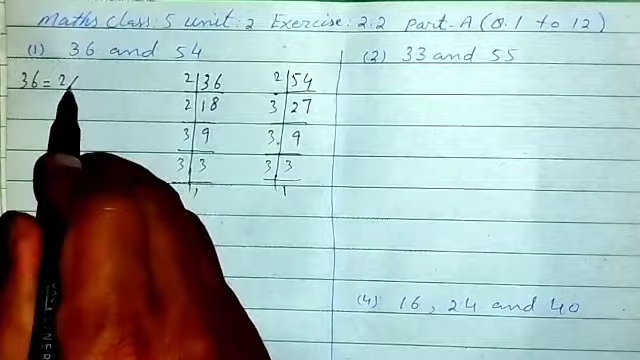 Maths Class: 5 Unit: 2 Exercise: 2.2 part-A (Q.1 to 12)
(1) 36 and 54
36 = 2
2 36
2 18
3 9
3 3
1
2 54
3 27
3 9
3 3
1
(2) 33 and 55
(4) 16, 24 and 40